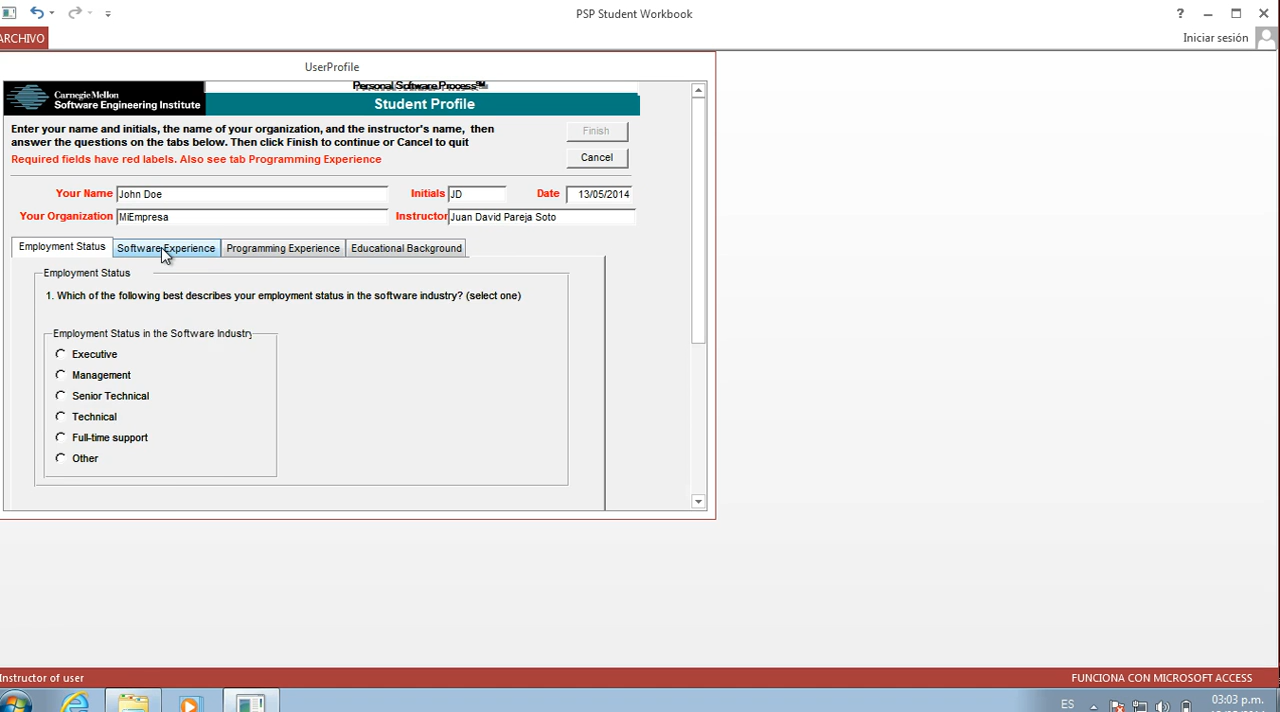 PSP Student Workbook
?
ARCHIVO
Iniciar sesión
UserProfile
Personal Software Process℠
CarnegieMellon
Software Engineering Institute
Student Profile
Enter your name and initials, the name of your organization, and the instructor's name, then
answer the questions on the tabs below. Then click Finish to continue or Cancel to quit
Required fields have red labels. Also see tab Programming Experience
Finish
Cancel
Your Name John Doe Initials JD Date 13/05/2014
Your Organization MiEmpresa Instructor Juan David Pareja Soto
Employment Status Software Experience Programming Experience Educational Background
Employment Status
1. Which of the following best describes your employment status in the software industry? (select one)
Employment Status in the Software Industry
Executive
Management
Senior Technical
Technical
Full-time support
Other
Instructor of user
FUNCIONA CON MICROSOFT ACCESS
ES
03:03 p.m.